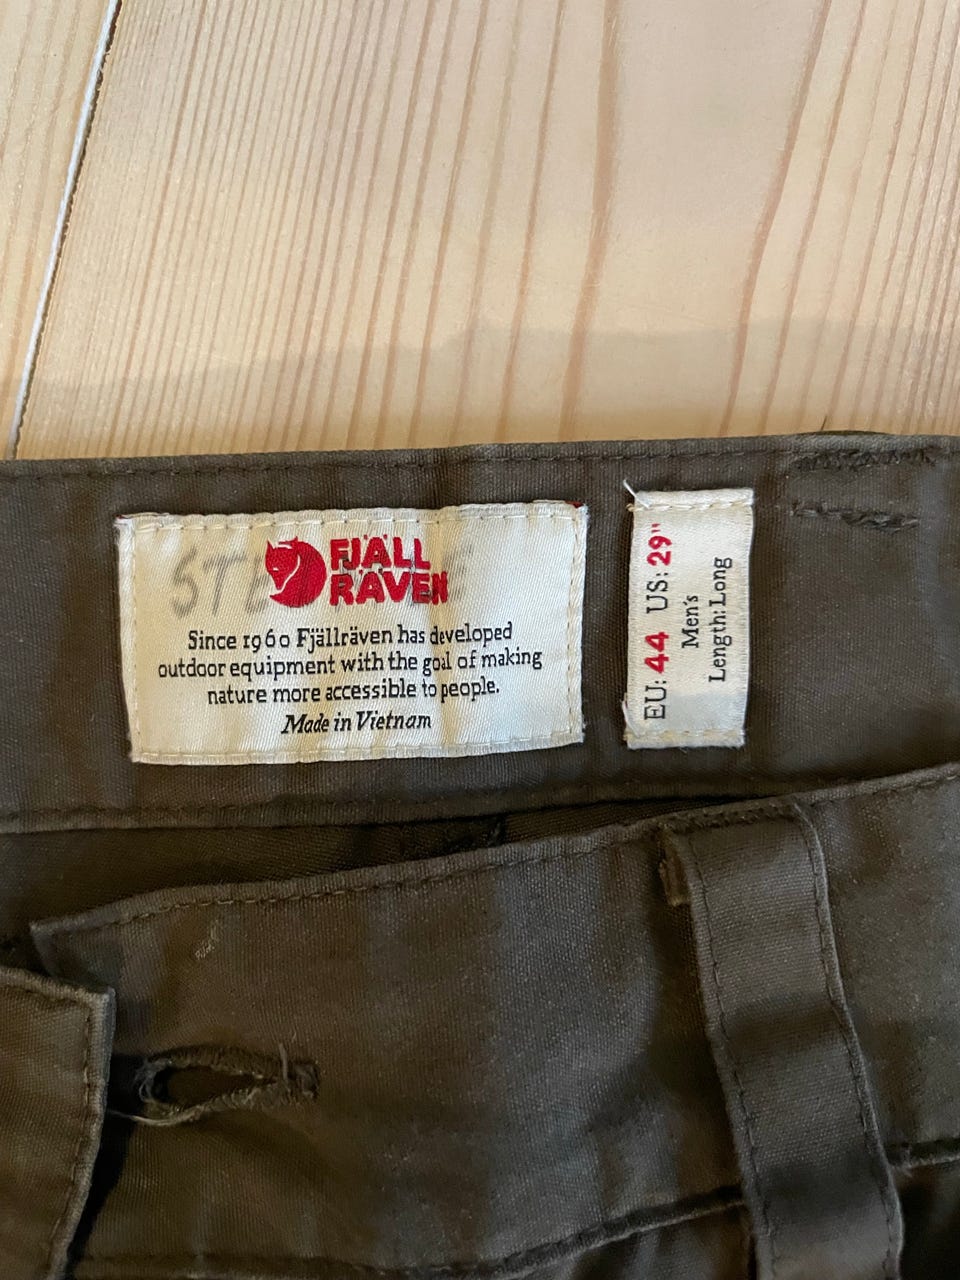 FJÄLL
RÄVEN
Since 1960 Fjällräven has developed
outdoor equipment with the goal of making
nature more accessible to people.
Made in Vietnam
EU: 44 US: 29"
Men's
Length: Long